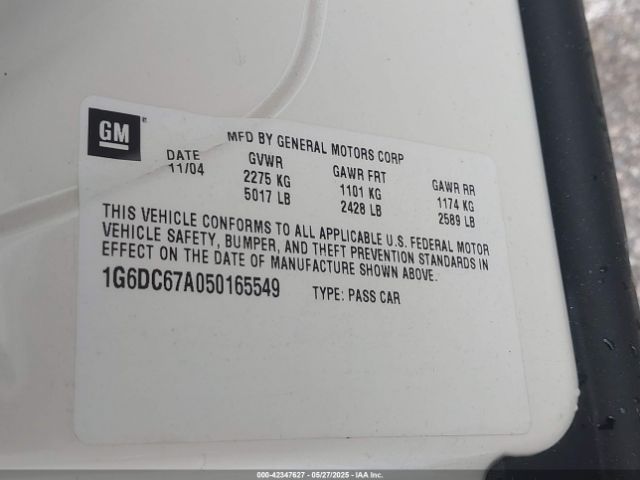 GM
MFD BY GENERAL MOTORS CORP
DATE GVWR GAWR FRT GAWR RR
11/04 2275 KG 1101 KG 1174 KG
5017 LB 2428 LB 2589 LB
THIS VEHICLE CONFORMS TO ALL APPLICABLE U.S. FEDERAL MOTOR
VEHICLE SAFETY, BUMPER, AND THEFT PREVENTION STANDARDS IN
EFFECT ON THE DATE OF MANUFACTURE SHOWN ABOVE.
1G6DC67A050165549 TYPE: PASS CAR
000-42347627 - 05/27/2025 - IAAI.COM